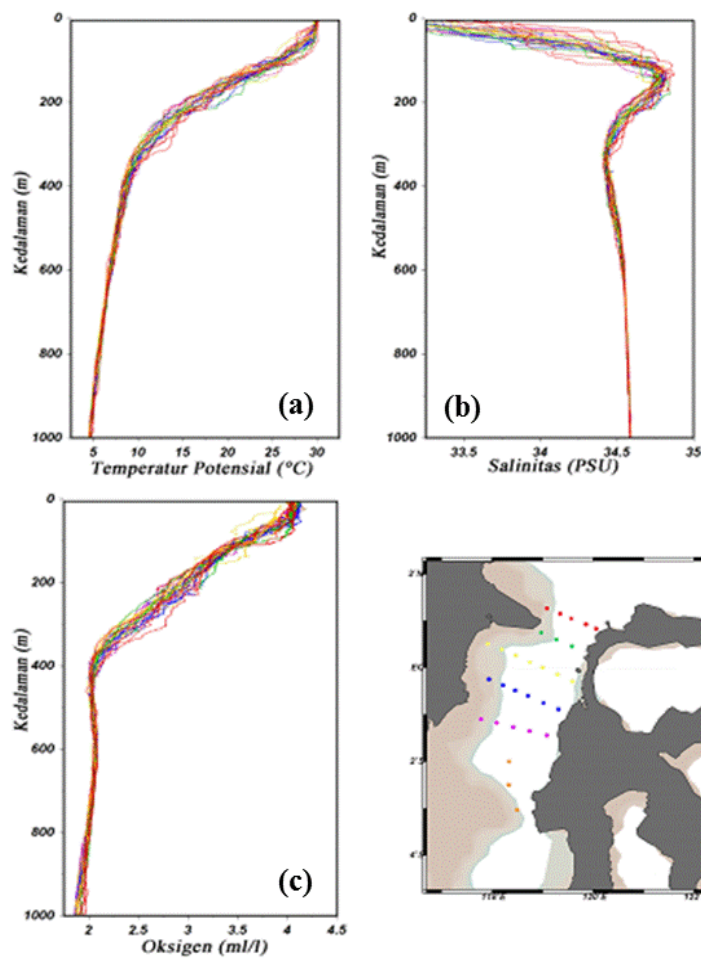 0
200
400
600
800
1000
Kedalaman (m)
5 10 15 20 25 30
Temperatur Potensial (°C)
(a)
0
200
400
600
800
1000
Kedalaman (m)
33.5 34 34.5 35
Salinitas (PSU)
(b)
0
200
400
600
800
1000
Kedalaman (m)
2 2.5 3 3.5 4 4.5
Oksigen (ml/l)
(c)